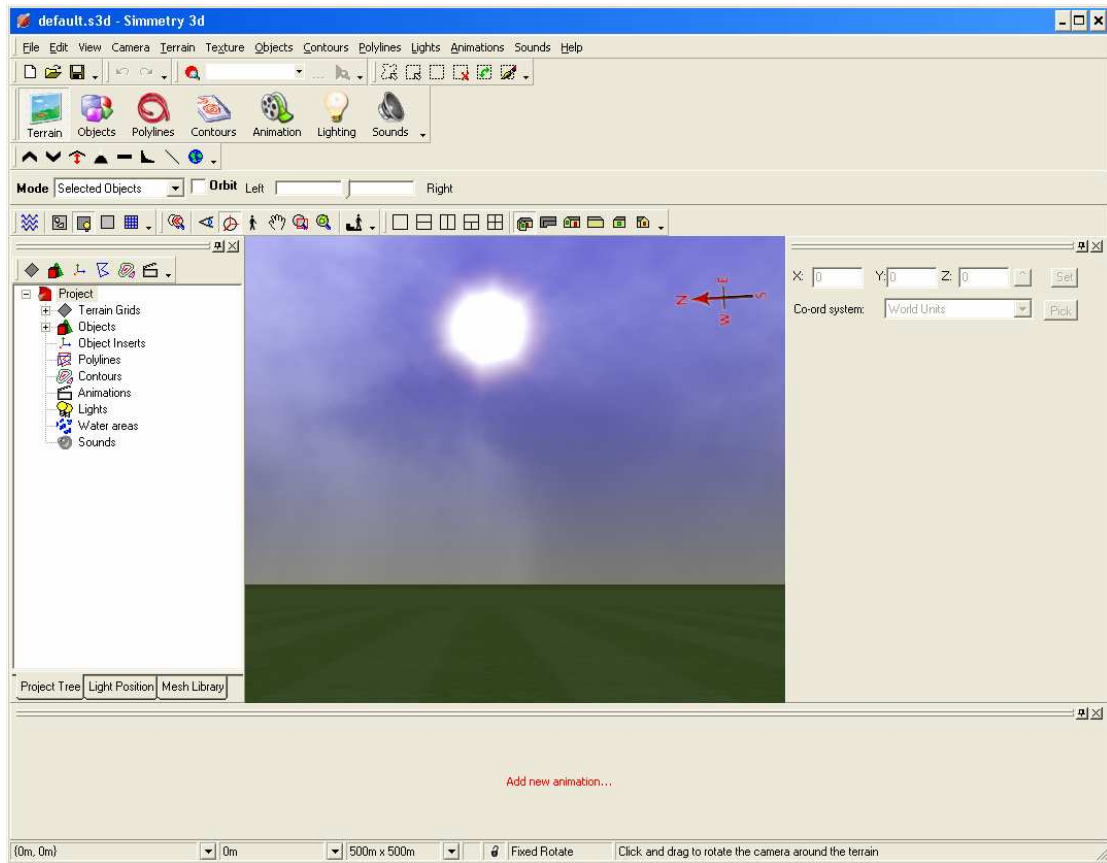 default.s3d - Simmetry 3d
File Edit View Camera Terrain Texture Objects Contours Polylines Lights Animations Sounds Help
Terrain Objects Polylines Contours Animation Lighting Sounds
Mode Selected Objects Orbit Left Right
Project
Terrain Grids
Objects
Object Inserts
Polylines
Contours
Animations
Lights
Water areas
Sounds
Project Tree Light Position Mesh Library
N E S W
X: 0 Y: 0 Z: 0 Set
Co-ord system: World Units Pick
Add new animation...
{0m, 0m} 0m 500m x 500m Fixed Rotate Click and drag to rotate the camera around the terrain